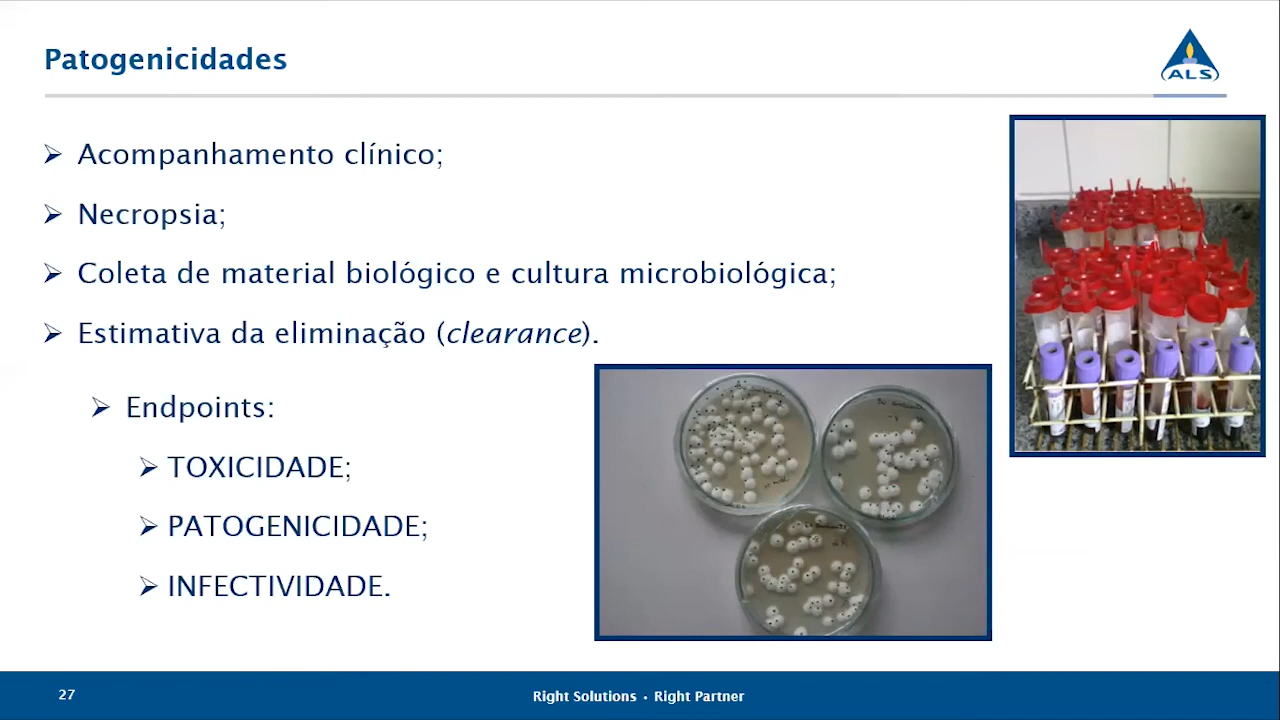 Patogenicidades
ALS
➢ Acompanhamento clínico;
➢ Necropsia;
➢ Coleta de material biológico e cultura microbiológica;
➢ Estimativa da eliminação (clearance).
➢ Endpoints:
➢ TOXICIDADE;
➢ PATOGENICIDADE;
➢ INFECTIVIDADE.
27
Right Solutions • Right Partner